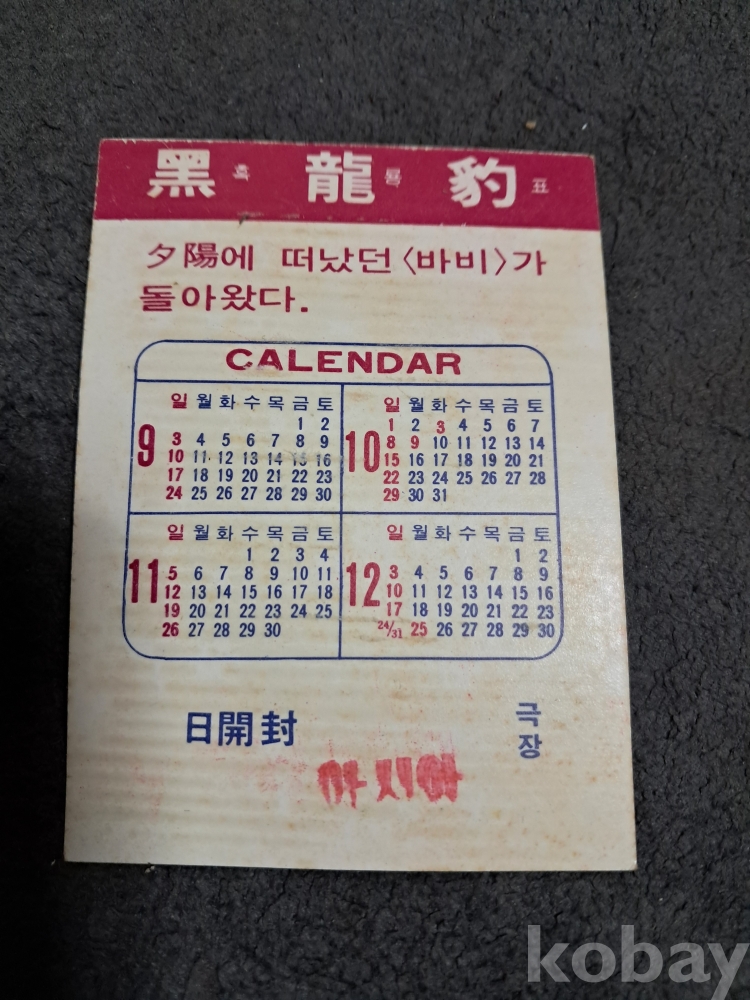 黑흑 龍룡 豹표
夕陽에 떠났던 〈바비〉가
돌아왔다.
CALENDAR
9
일 월 화 수 목 금 토
1 2
3 4 5 6 7 8 9
10 11 12 13 14 15 16
17 18 19 20 21 22 23
24 25 26 27 28 29 30
10
일 월 화 수 목 금 토
1 2 3 4 5 6 7
8 9 10 11 12 13 14
15 16 17 18 19 20 21
22 23 24 25 26 27 28
29 30 31
11
일 월 화 수 목 금 토
1 2 3 4
5 6 7 8 9 10 11
12 13 14 15 16 17 18
19 20 21 22 23 24 25
26 27 28 29 30
12
일 월 화 수 목 금 토
1 2
3 4 5 6 7 8 9
10 11 12 13 14 15 16
17 18 19 20 21 22 23
24/31 25 26 27 28 29 30
日開封
극장
아시아
kobay